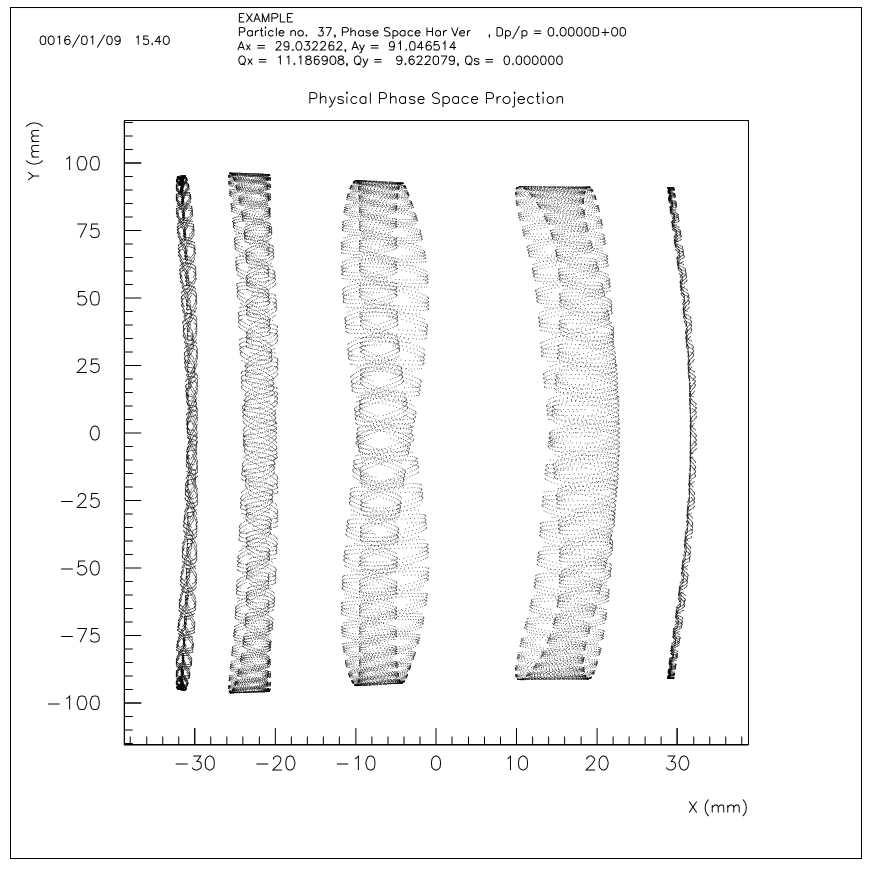 EXAMPLE
0016/01/09 15.40
Particle no. 37, Phase Space Hor Ver , Dp/p = 0.0000D+00
Ax = 29.032262, Ay = 91.046514
Qx = 11.186908, Qy = 9.622079, Qs = 0.000000
Physical Phase Space Projection
Y (mm)
100
75
50
25
0
−25
−50
−75
−100
−30 −20 −10 0 10 20 30
X (mm)